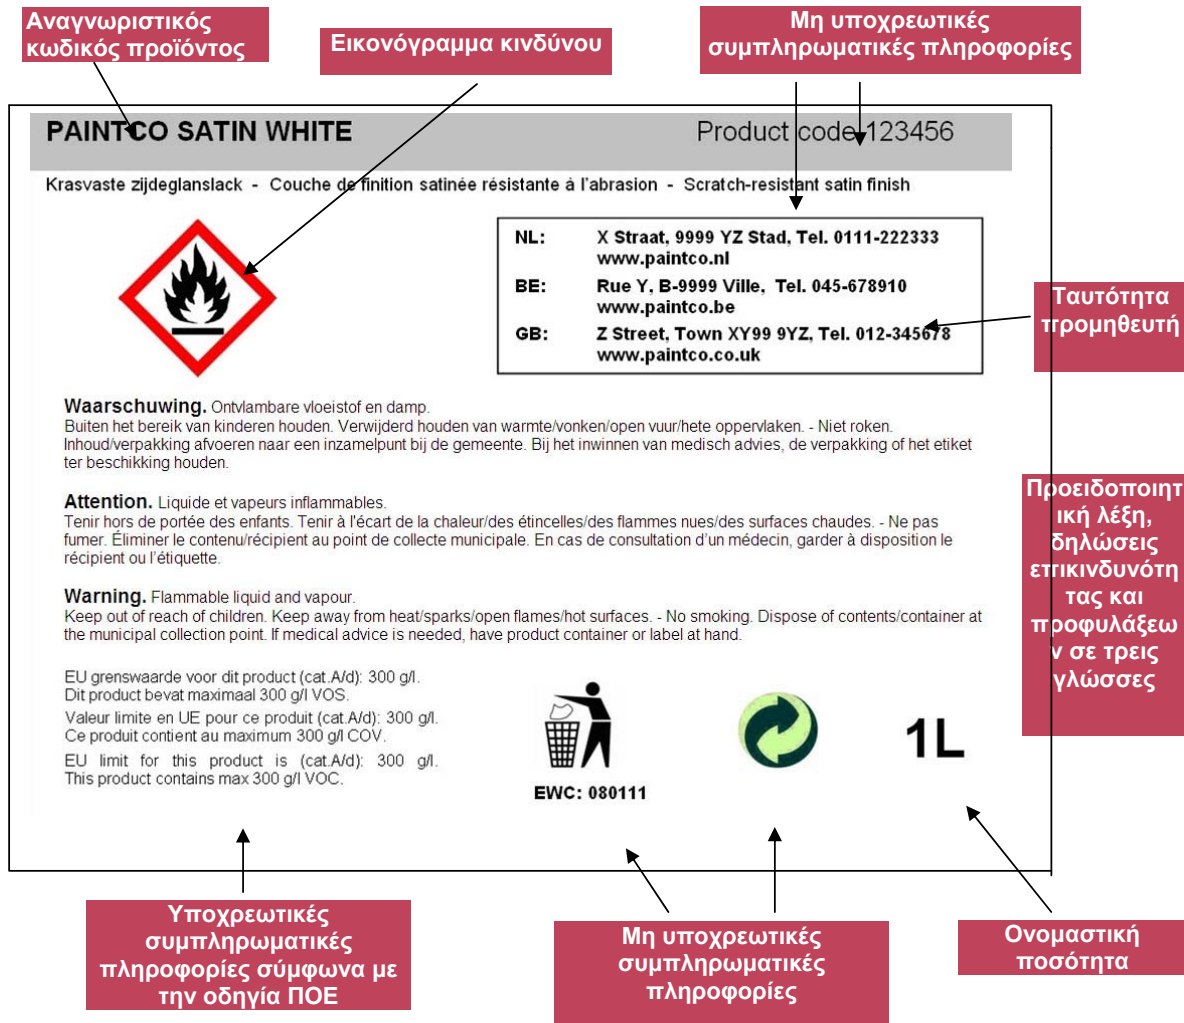 Αναγνωριστικός
κωδικός προϊόντος
Εικονόγραμμα κινδύνου
Μη υποχρεωτικές
συμπληρωματικές πληροφορίες
PAINTCO SATIN WHITE
Product code 123456
Krasvaste zijdeglanslack - Couche de finition satinée résistante à l'abrasion - Scratch-resistant satin finish
NL: X Straat, 9999 YZ Stad, Tel. 0111-222333
www.paintco.nl
BE: Rue Y, B-9999 Ville, Tel. 045-678910
www.paintco.be
GB: Z Street, Town XY99 9YZ, Tel. 012-345678
www.paintco.co.uk
Ταυτότητα
προμηθευτή
Waarschuwing. Ontvlambare vloeistof en damp.
Buiten het bereik van kinderen houden. Verwijderd houden van warmte/vonken/open vuur/hete oppervlaken. - Niet roken.
Inhoud/verpakking afvoeren naar een inzamelpunt bij de gemeente. Bij het inwinnen van medisch advies, de verpakking of het etiket
ter beschikking houden.
Attention. Liquide et vapeurs inflammables.
Tenir hors de portée des enfants. Tenir à l'écart de la chaleur/des étincelles/des flammes nues/des surfaces chaudes. - Ne pas
fumer. Éliminer le contenu/récipient au point de collecte municipale. En cas de consultation d'un médecin, garder à disposition le
récipient ou l'étiquette.
Warning. Flammable liquid and vapour.
Keep out of reach of children. Keep away from heat/sparks/open flames/hot surfaces. - No smoking. Dispose of contents/container at
the municipal collection point. If medical advice is needed, have product container or label at hand.
Προειδοποιητ
ική λέξη,
δηλώσεις
επικινδυνότη
τας και
προφυλάξεω
ν σε τρεις
γλώσσες
EU grenswaarde voor dit product (cat.A/d): 300 g/l.
Dit product bevat maximaal 300 g/l VOS.
Valeur limite en UE pour ce produit (cat.A/d): 300 g/l.
Ce produit contient au maximum 300 g/l COV.
EU limit for this product is (cat.A/d): 300 g/l.
This product contains max 300 g/l VOC.
EWC: 080111
1L
Υποχρεωτικές
συμπληρωματικές
πληροφορίες σύμφωνα με
την οδηγία ΠΟΕ
Μη υποχρεωτικές
συμπληρωματικές
πληροφορίες
Ονομαστική
ποσότητα